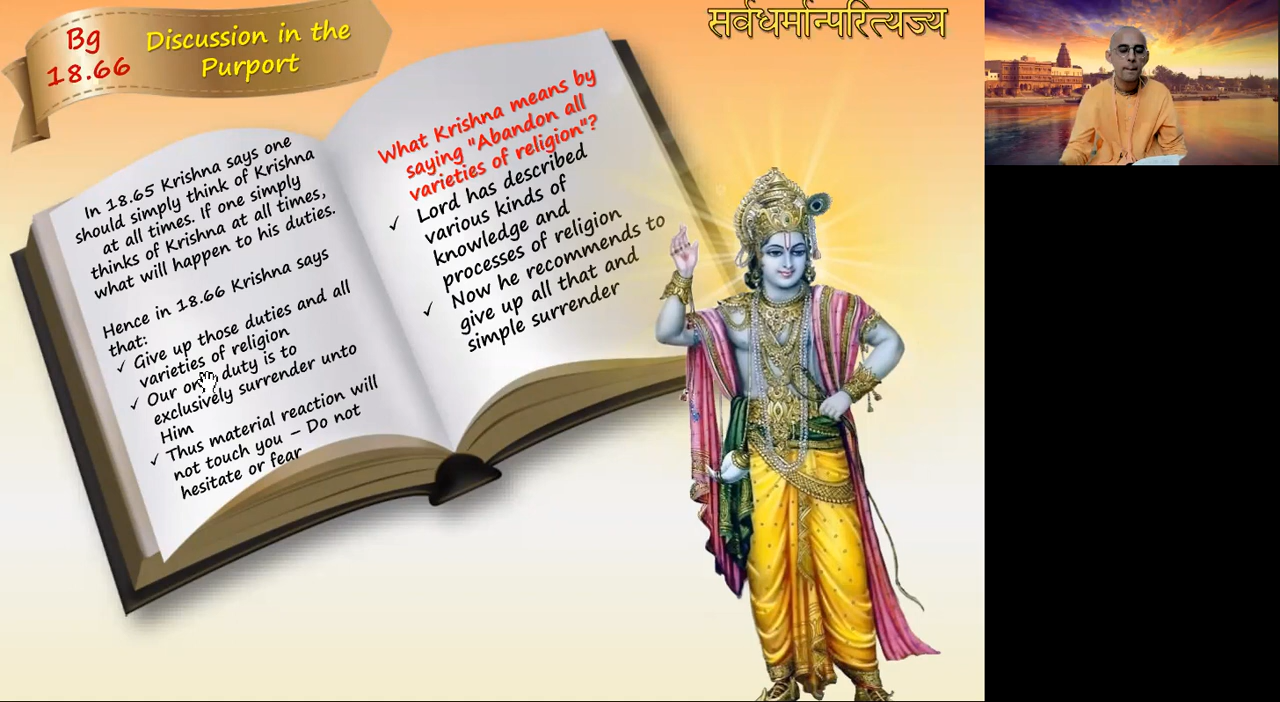 Bg
18.66
Discussion in the
Purport
सर्वधर्मान्परित्यज्य
In 18.65 Krishna says one
should simply think of Krishna
at all times. If one simply
thinks of Krishna at all times,
what will happen to his duties.
Hence in 18.66 Krishna says
that:
✓ Give up those duties and all
varieties of religion
✓ Our only duty is to
exclusively surrender unto
Him
✓ Thus material reaction will
not touch you – Do not
hesitate or fear
What Krishna means by
saying "Abandon all
varieties of religion"?
✓ Lord has described
various kinds of
knowledge and
processes of religion
✓ Now he recommends to
give up all that and
simple surrender